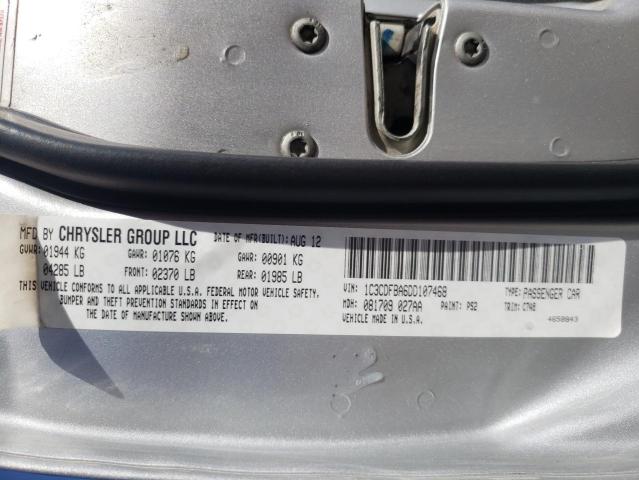 MFD BY CHRYSLER GROUP LLC DATE OF MFR(BUILT): AUG 12
GVWR: 01944 KG GAWR: 01076 KG GAWR: 00901 KG
04285 LB FRONT: 02370 LB REAR: 01985 LB
THIS VEHICLE CONFORMS TO ALL APPLICABLE U.S.A. FEDERAL MOTOR VEHICLE SAFETY,
BUMPER AND THEFT PREVENTION STANDARDS IN EFFECT ON
THE DATE OF MANUFACTURE SHOWN ABOVE.
VIN: 1C3CDFBA6DD107468 TYPE: PASSENGER CAR
MDH: 081709 027AA PAINT: PS2 TRIM: C7A8
VEHICLE MADE IN U.S.A. 4658843